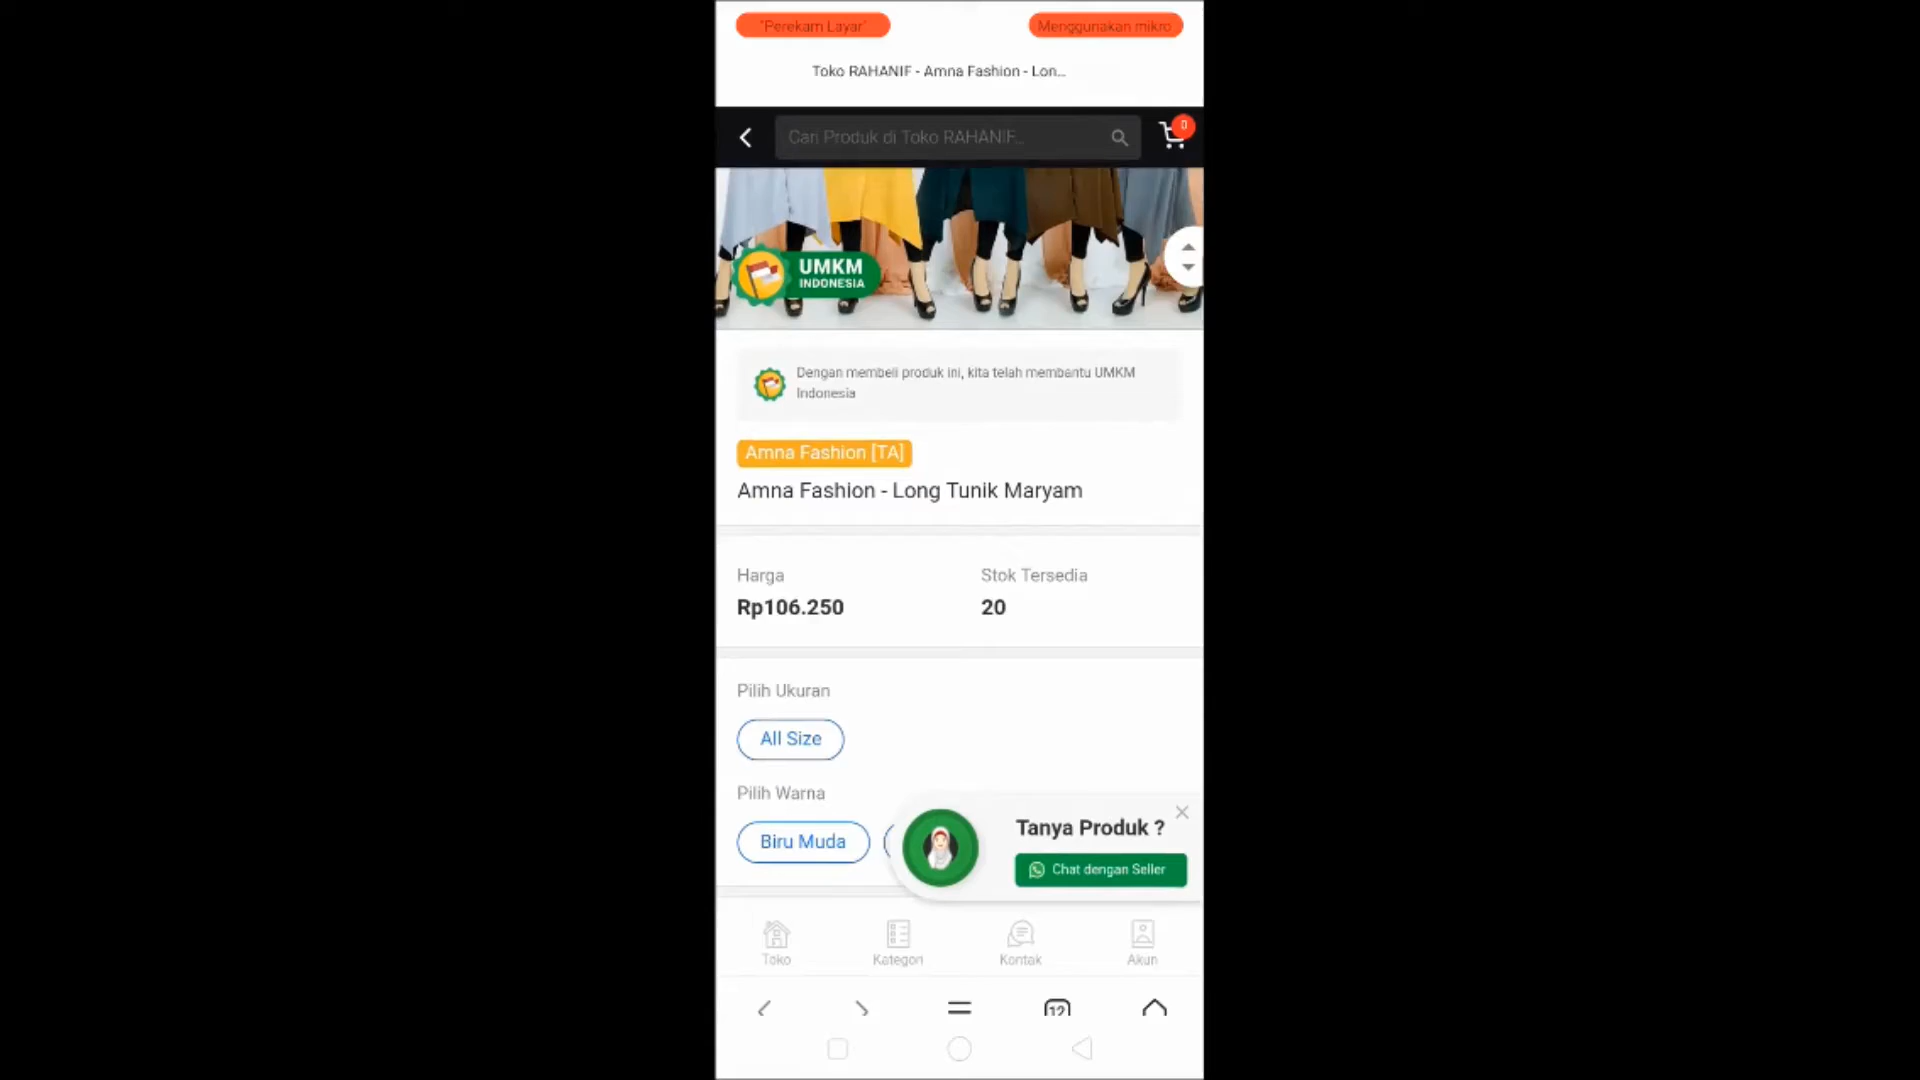 "Perekam Layar"
Menggunakan mikro
Toko RAHANIF - Amna Fashion - Lon...
Cari Produk di Toko RAHANIF...
0
UMKM
INDONESIA
Dengan membeli produk ini, kita telah membantu UMKM
Indonesia
Amna Fashion [TA]
Amna Fashion - Long Tunik Maryam
Harga
Stok Tersedia
Rp106.250
20
Pilih Ukuran
All Size
Pilih Warna
Biru Muda
Tanya Produk ?
Chat dengan Seller
Toko
Kategori
Kontak
Akun
12